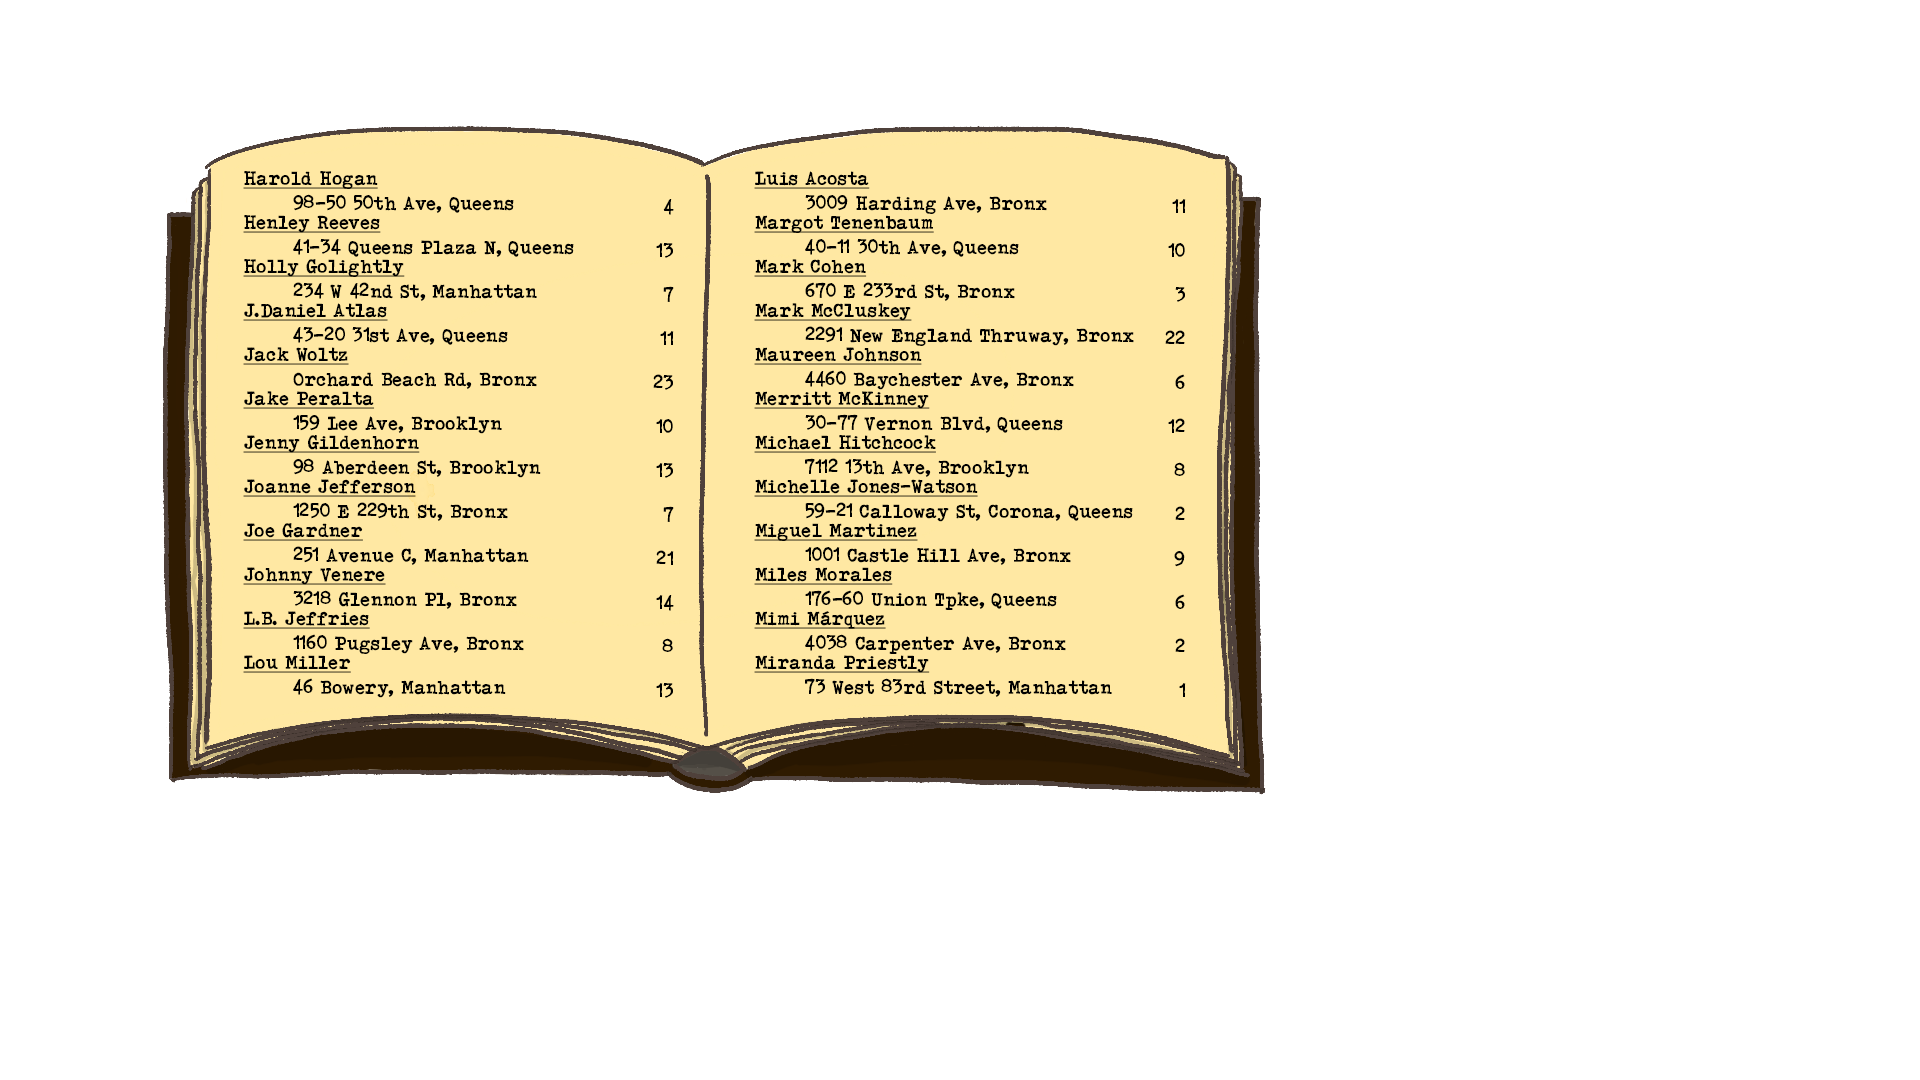 Harold Hogan
98-50 50th Ave, Queens 4
Henley Reeves
41-34 Queens Plaza N, Queens 13
Holly Golightly
234 W 42nd St, Manhattan 7
J.Daniel Atlas
43-20 31st Ave, Queens 11
Jack Woltz
Orchard Beach Rd, Bronx 23
Jake Peralta
159 Lee Ave, Brooklyn 10
Jenny Gildenhorn
98 Aberdeen St, Brooklyn 13
Joanne Jefferson
1250 E 229th St, Bronx 7
Joe Gardner
251 Avenue C, Manhattan 21
Johnny Venere
3218 Glennon Pl, Bronx 14
L.B. Jeffries
1160 Pugsley Ave, Bronx 8
Lou Miller
46 Bowery, Manhattan 13
Luis Acosta
3009 Harding Ave, Bronx 11
Margot Tenenbaum
40-11 30th Ave, Queens 10
Mark Cohen
670 E 233rd St, Bronx 3
Mark McCluskey
2291 New England Thruway, Bronx 22
Maureen Johnson
4460 Baychester Ave, Bronx 6
Merritt McKinney
30-77 Vernon Blvd, Queens 12
Michael Hitchcock
7112 13th Ave, Brooklyn 8
Michelle Jones-Watson
59-21 Calloway St, Corona, Queens 2
Miguel Martinez
1001 Castle Hill Ave, Bronx 9
Miles Morales
176-60 Union Tpke, Queens 6
Mimi Márquez
4038 Carpenter Ave, Bronx 2
Miranda Priestly
73 West 83rd Street, Manhattan 1